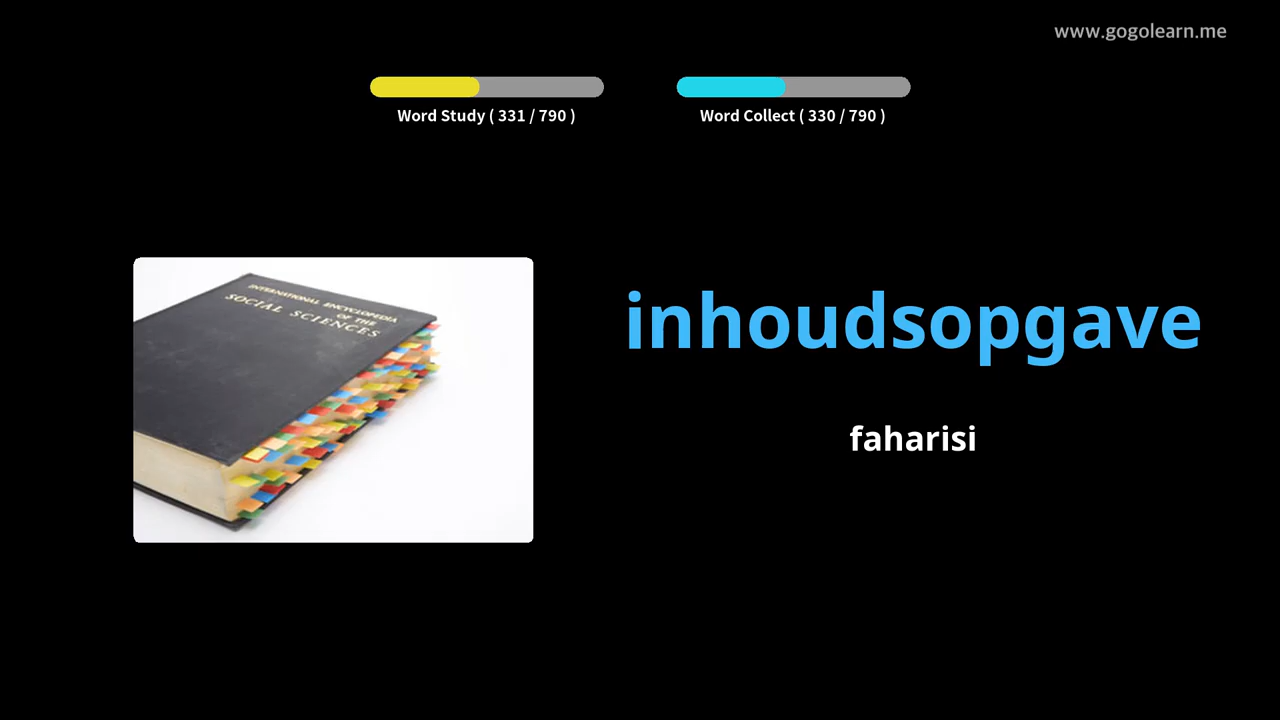 www.gogolearn.me
Word Study ( 331 / 790 )
Word Collect ( 330 / 790 )
INTERNATIONAL ENCYCLOPEDIA
OF THE
SOCIAL SCIENCES
inhoudsopgave
faharisi